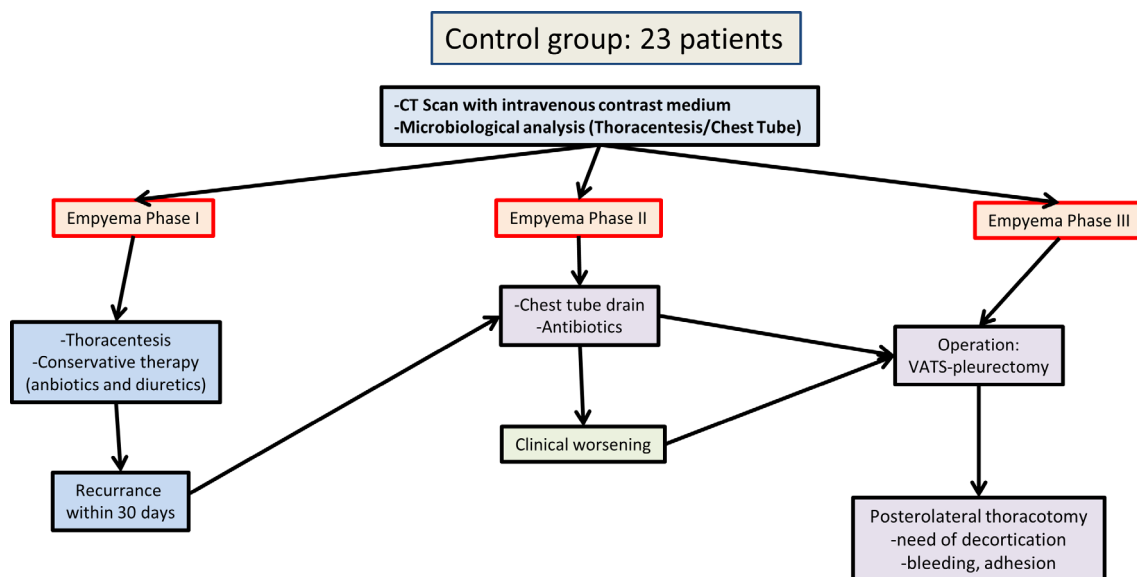 Control group: 23 patients
-CT Scan with intravenous contrast medium
-Microbiological analysis (Thoracentesis/Chest Tube)
Empyema Phase I
Empyema Phase II
Empyema Phase III
-Thoracentesis
-Conservative therapy
(anbiotics and diuretics)
-Chest tube drain
-Antibiotics
Operation:
VATS-pleurectomy
Clinical worsening
Recurrance
within 30 days
Posterolateral thoracotomy
-need of decortication
-bleeding, adhesion